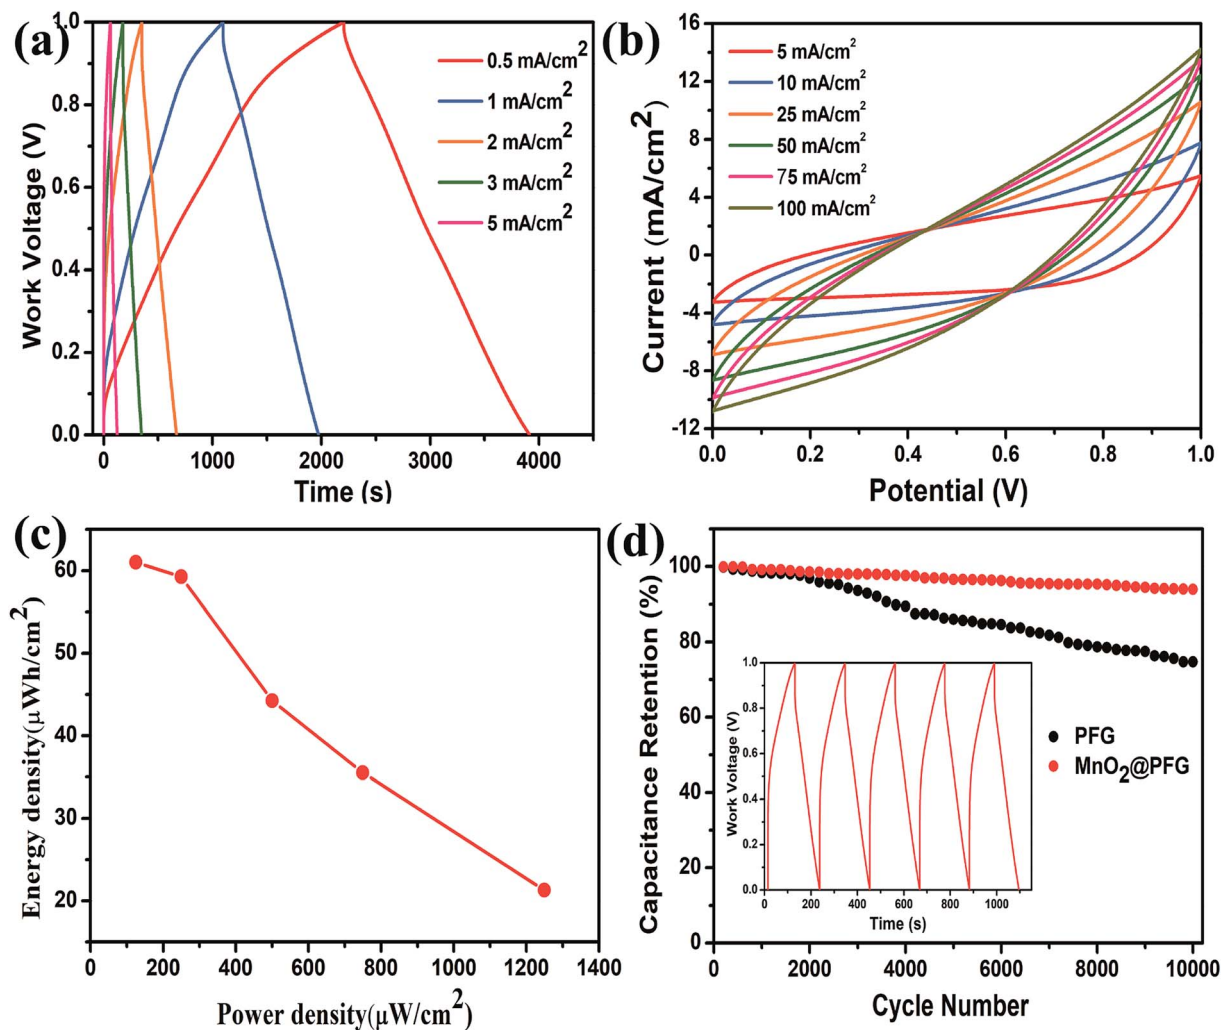 (a)
1.0
0.8
0.6
0.4
0.2
0.0
Work Voltage (V)
0 1000 2000 3000 4000
Time (s)
0.5 mA/cm²
1 mA/cm²
2 mA/cm²
3 mA/cm²
5 mA/cm²
(b)
16
12
8
4
0
-4
-8
-12
Current (mA/cm²)
0.0 0.2 0.4 0.6 0.8 1.0
Potential (V)
5 mA/cm²
10 mA/cm²
25 mA/cm²
50 mA/cm²
75 mA/cm²
100 mA/cm²
(c)
60
50
40
30
20
Energy density(μWh/cm²)
0 200 400 600 800 1000 1200 1400
Power density(μW/cm²)
(d)
100
80
60
40
20
0
Capacitance Retention (%)
0 2000 4000 6000 8000 10000
Cycle Number
PFG
MnO₂@PFG
1.0
0.8
0.6
0.4
0.2
0.0
Work Voltage (V)
0 200 400 600 800 1000
Time (s)